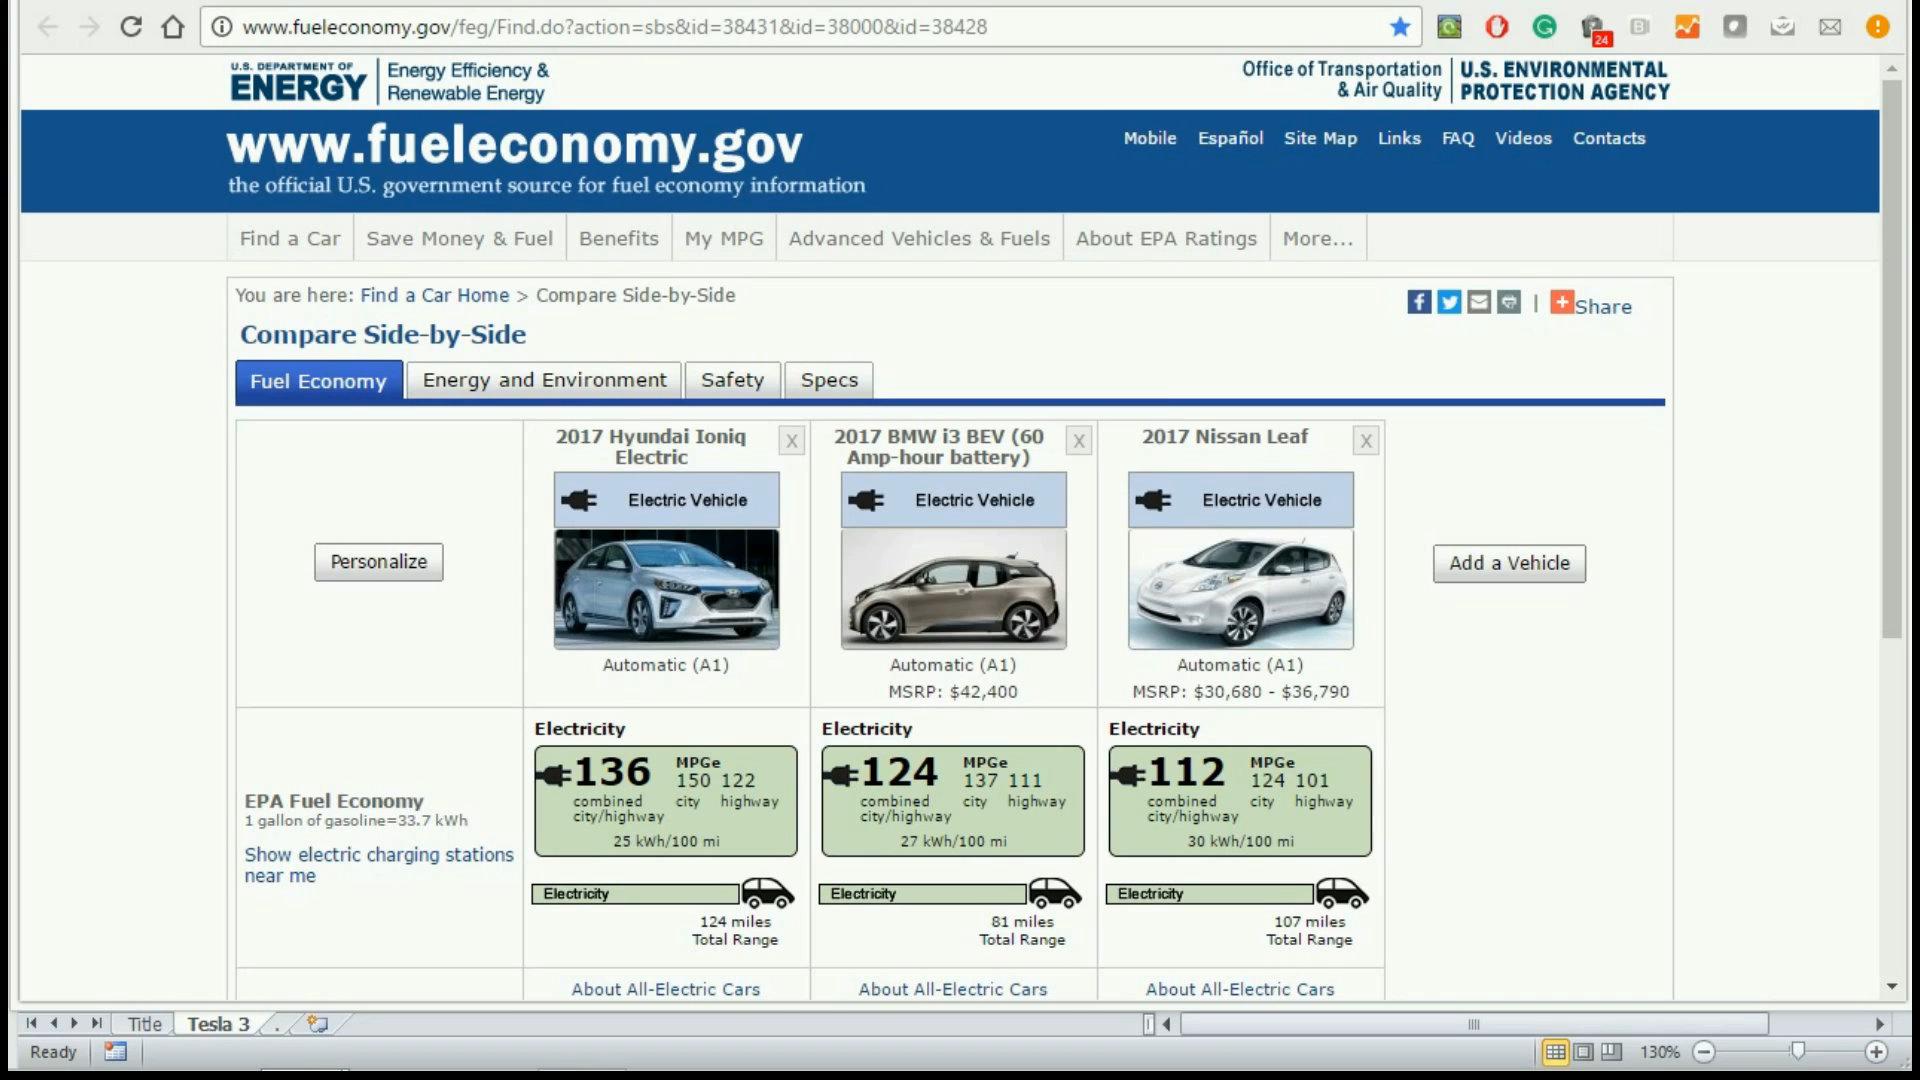 www.fueleconomy.gov/feg/Find.do?action=sbs&id=38431&id=38000&id=38428
24
U.S. DEPARTMENT OF
ENERGY
Energy Efficiency &
Renewable Energy
Office of Transportation
& Air Quality
U.S. ENVIRONMENTAL
PROTECTION AGENCY
www.fueleconomy.gov
the official U.S. government source for fuel economy information
Mobile Español Site Map Links FAQ Videos Contacts
Find a Car Save Money & Fuel Benefits My MPG Advanced Vehicles & Fuels About EPA Ratings More...
You are here: Find a Car Home > Compare Side-by-Side
Share
Compare Side-by-Side
Fuel Economy Energy and Environment Safety Specs
Personalize
2017 Hyundai Ioniq
Electric
X
Electric Vehicle
Automatic (A1)
2017 BMW i3 BEV (60
Amp-hour battery)
X
Electric Vehicle
Automatic (A1)
MSRP: $42,400
2017 Nissan Leaf
X
Electric Vehicle
Automatic (A1)
MSRP: $30,680 - $36,790
Add a Vehicle
EPA Fuel Economy
1 gallon of gasoline=33.7 kWh
Show electric charging stations
near me
Electricity
136 MPGe
150 122
combined city highway
city/highway
25 kWh/100 mi
Electricity
124 miles
Total Range
Electricity
124 MPGe
137 111
combined city highway
city/highway
27 kWh/100 mi
Electricity
81 miles
Total Range
Electricity
112 MPGe
124 101
combined city highway
city/highway
30 kWh/100 mi
Electricity
107 miles
Total Range
About All-Electric Cars About All-Electric Cars About All-Electric Cars
Title Tesla 3 .
Ready
130%